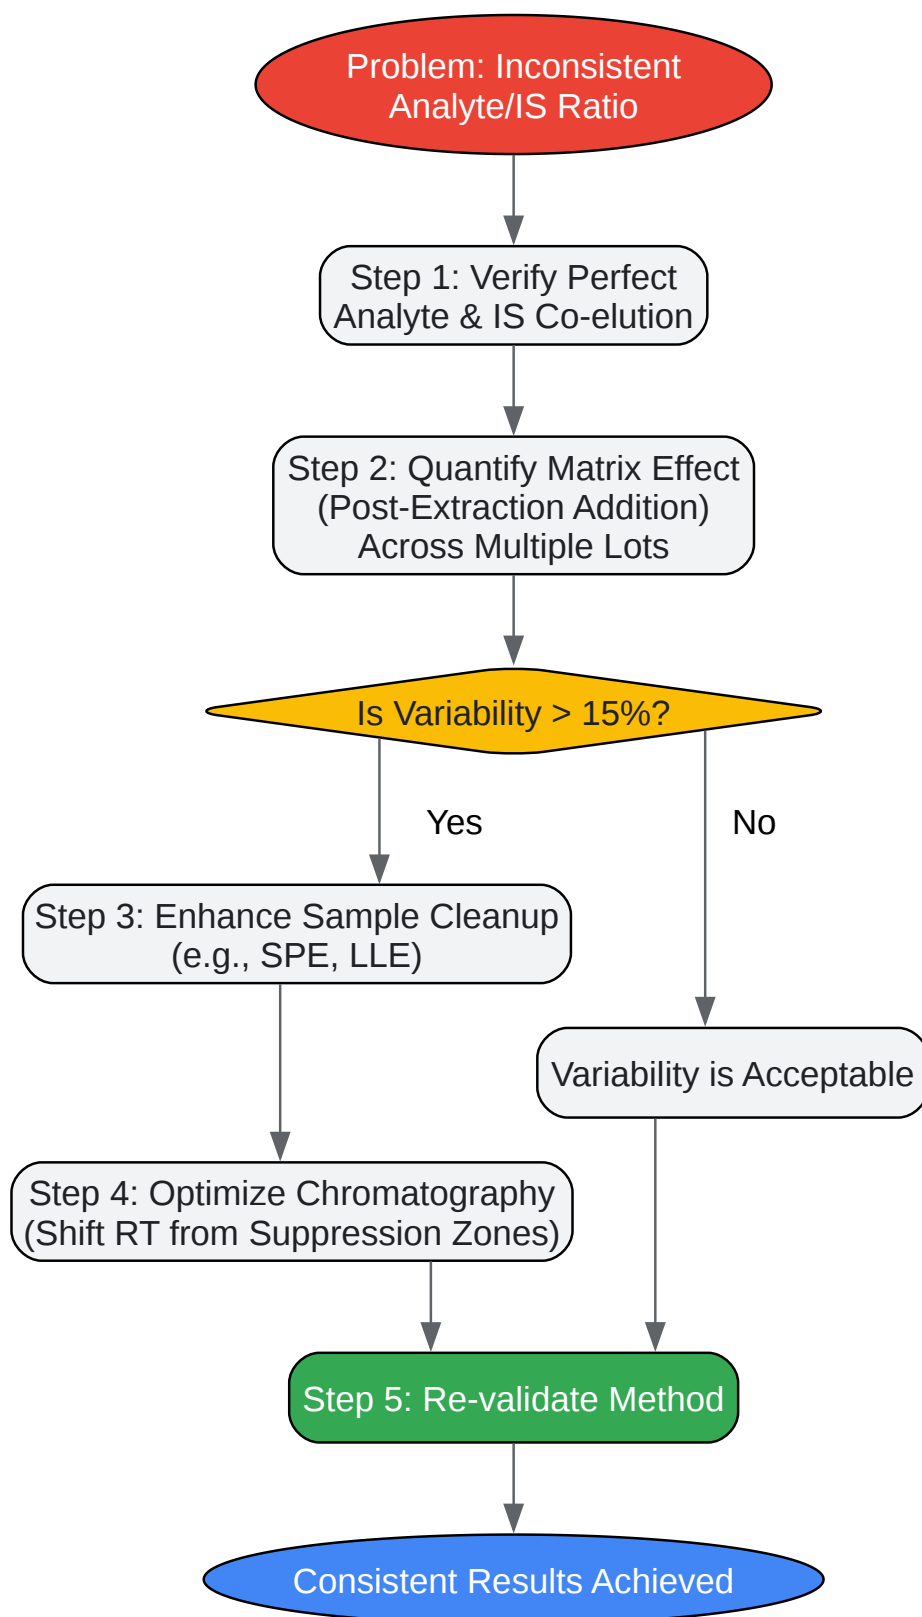 Problem: Inconsistent
Analyte/IS Ratio
Step 1: Verify Perfect
Analyte & IS Co-elution
Step 2: Quantify Matrix Effect
(Post-Extraction Addition)
Across Multiple Lots
Is Variability > 15%?
Yes
No
Step 3: Enhance Sample Cleanup
(e.g., SPE, LLE)
Variability is Acceptable
Step 4: Optimize Chromatography
(Shift RT from Suppression Zones)
Step 5: Re-validate Method
Consistent Results Achieved